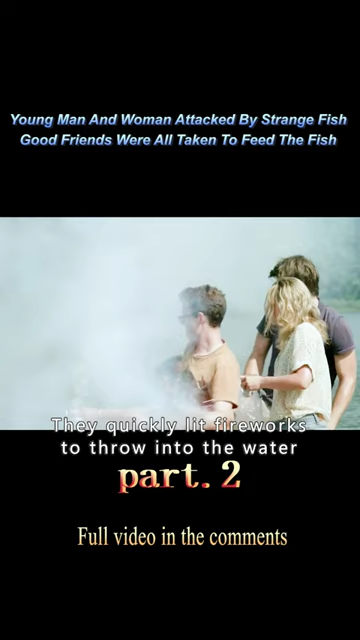 Young Man And Woman Attacked By Strange Fish
Good Friends Were All Taken To Feed The Fish
They quickly lit fireworks
to throw into the water
part.2
Full video in the comments